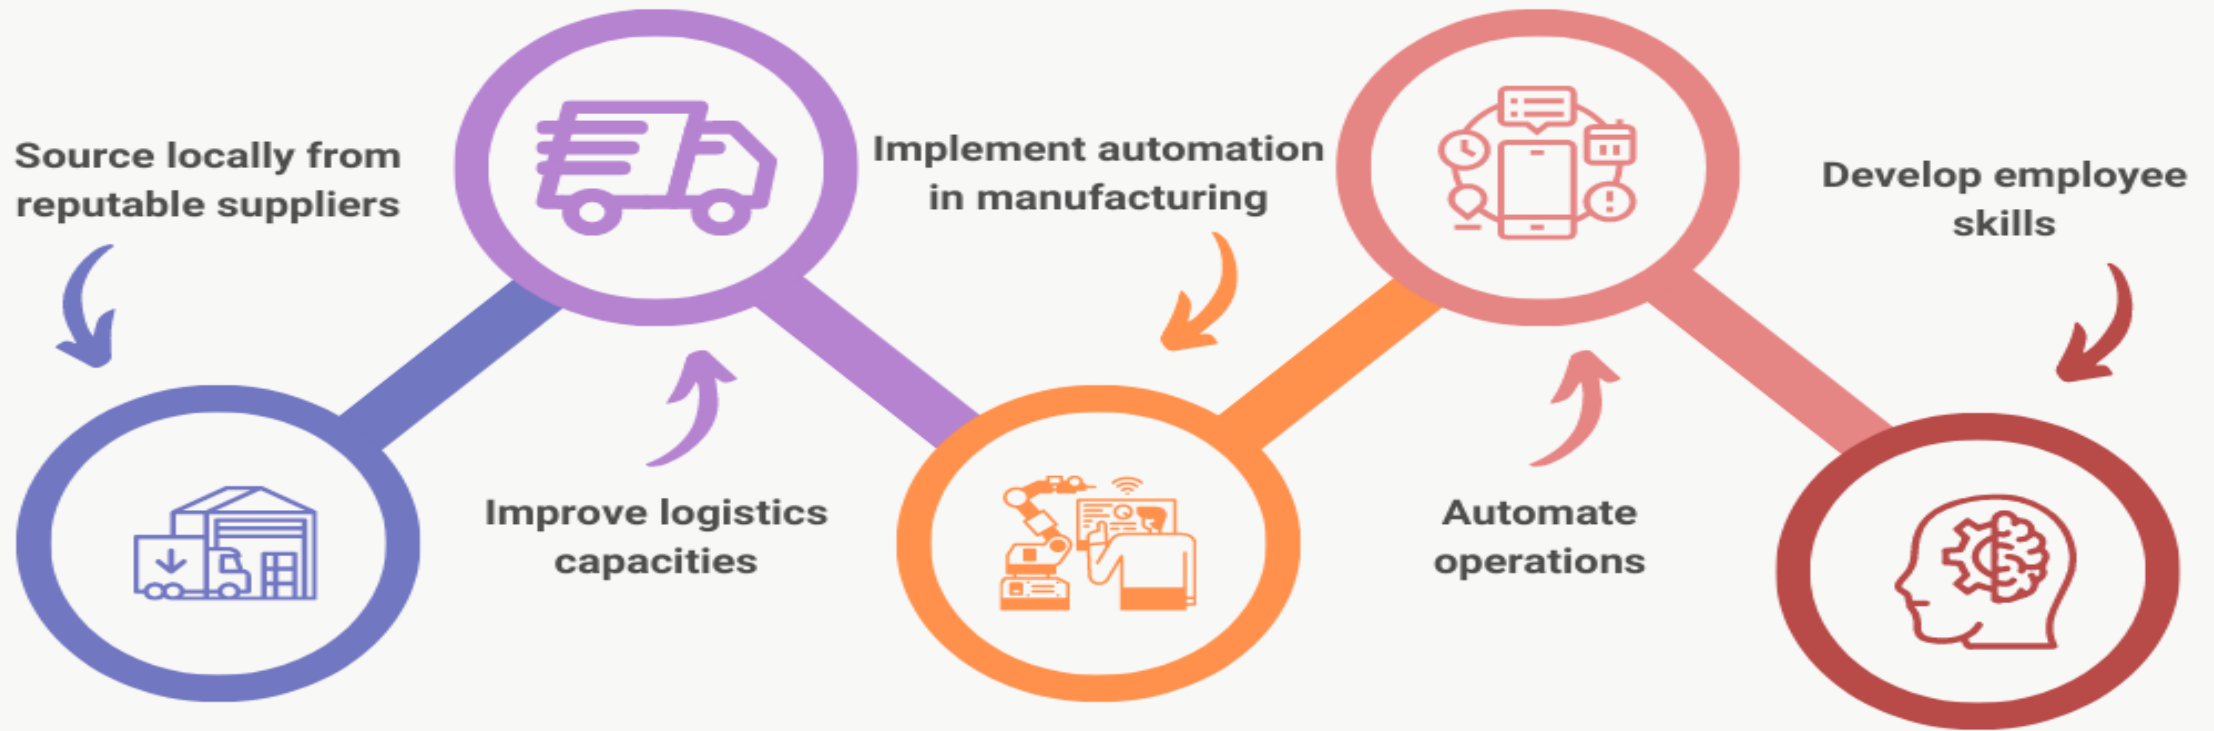 Source locally from
reputable suppliers
Improve logistics
capacities
Implement automation
in manufacturing
Automate
operations
Develop employee
skills